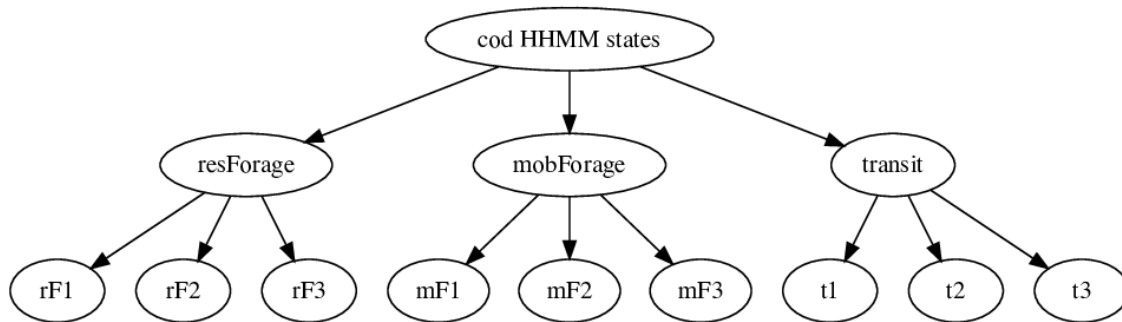 cod HHMM states
resForage
mobForage
transit
rF1
rF2
rF3
mF1
mF2
mF3
t1
t2
t3